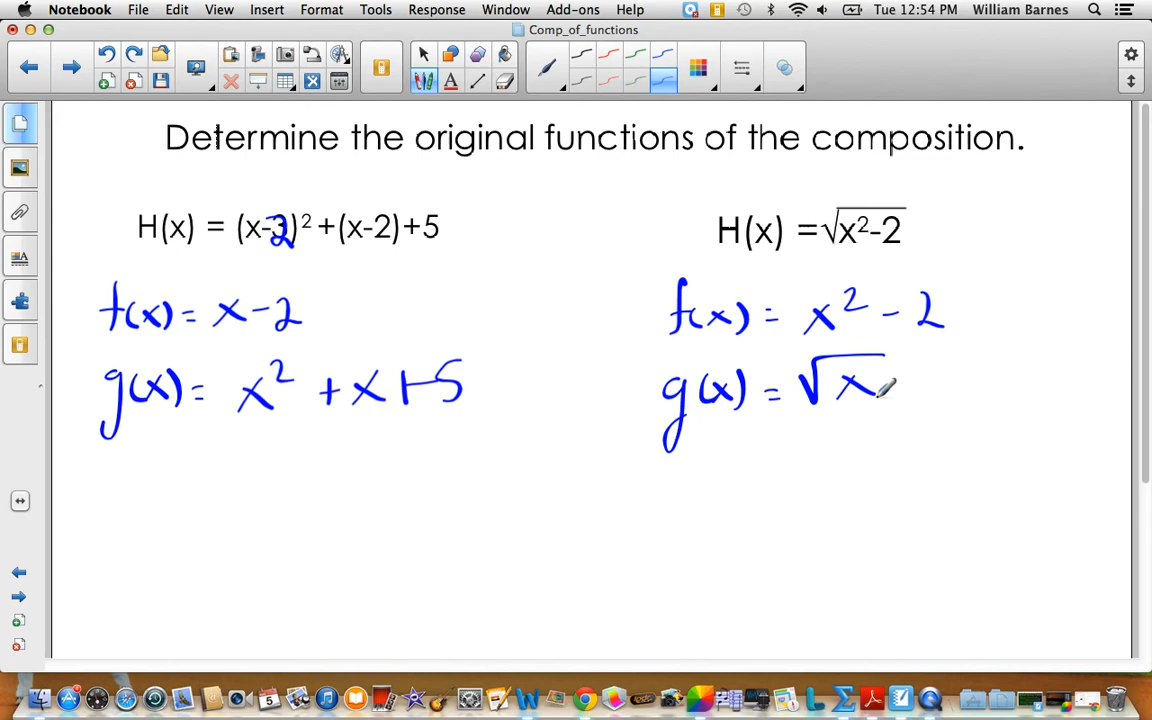 Notebook File Edit View Insert Format Tools Response Window Add-ons Help Tue 12:54 PM William Barnes
Comp_of_functions
Determine the original functions of the composition.
H(x) = (x-2)² +(x-2)+5
H(x) =√x²-2
f(x) = x - 2
f(x) = x² - 2
g(x) = x² + x + 5
g(x) = √x